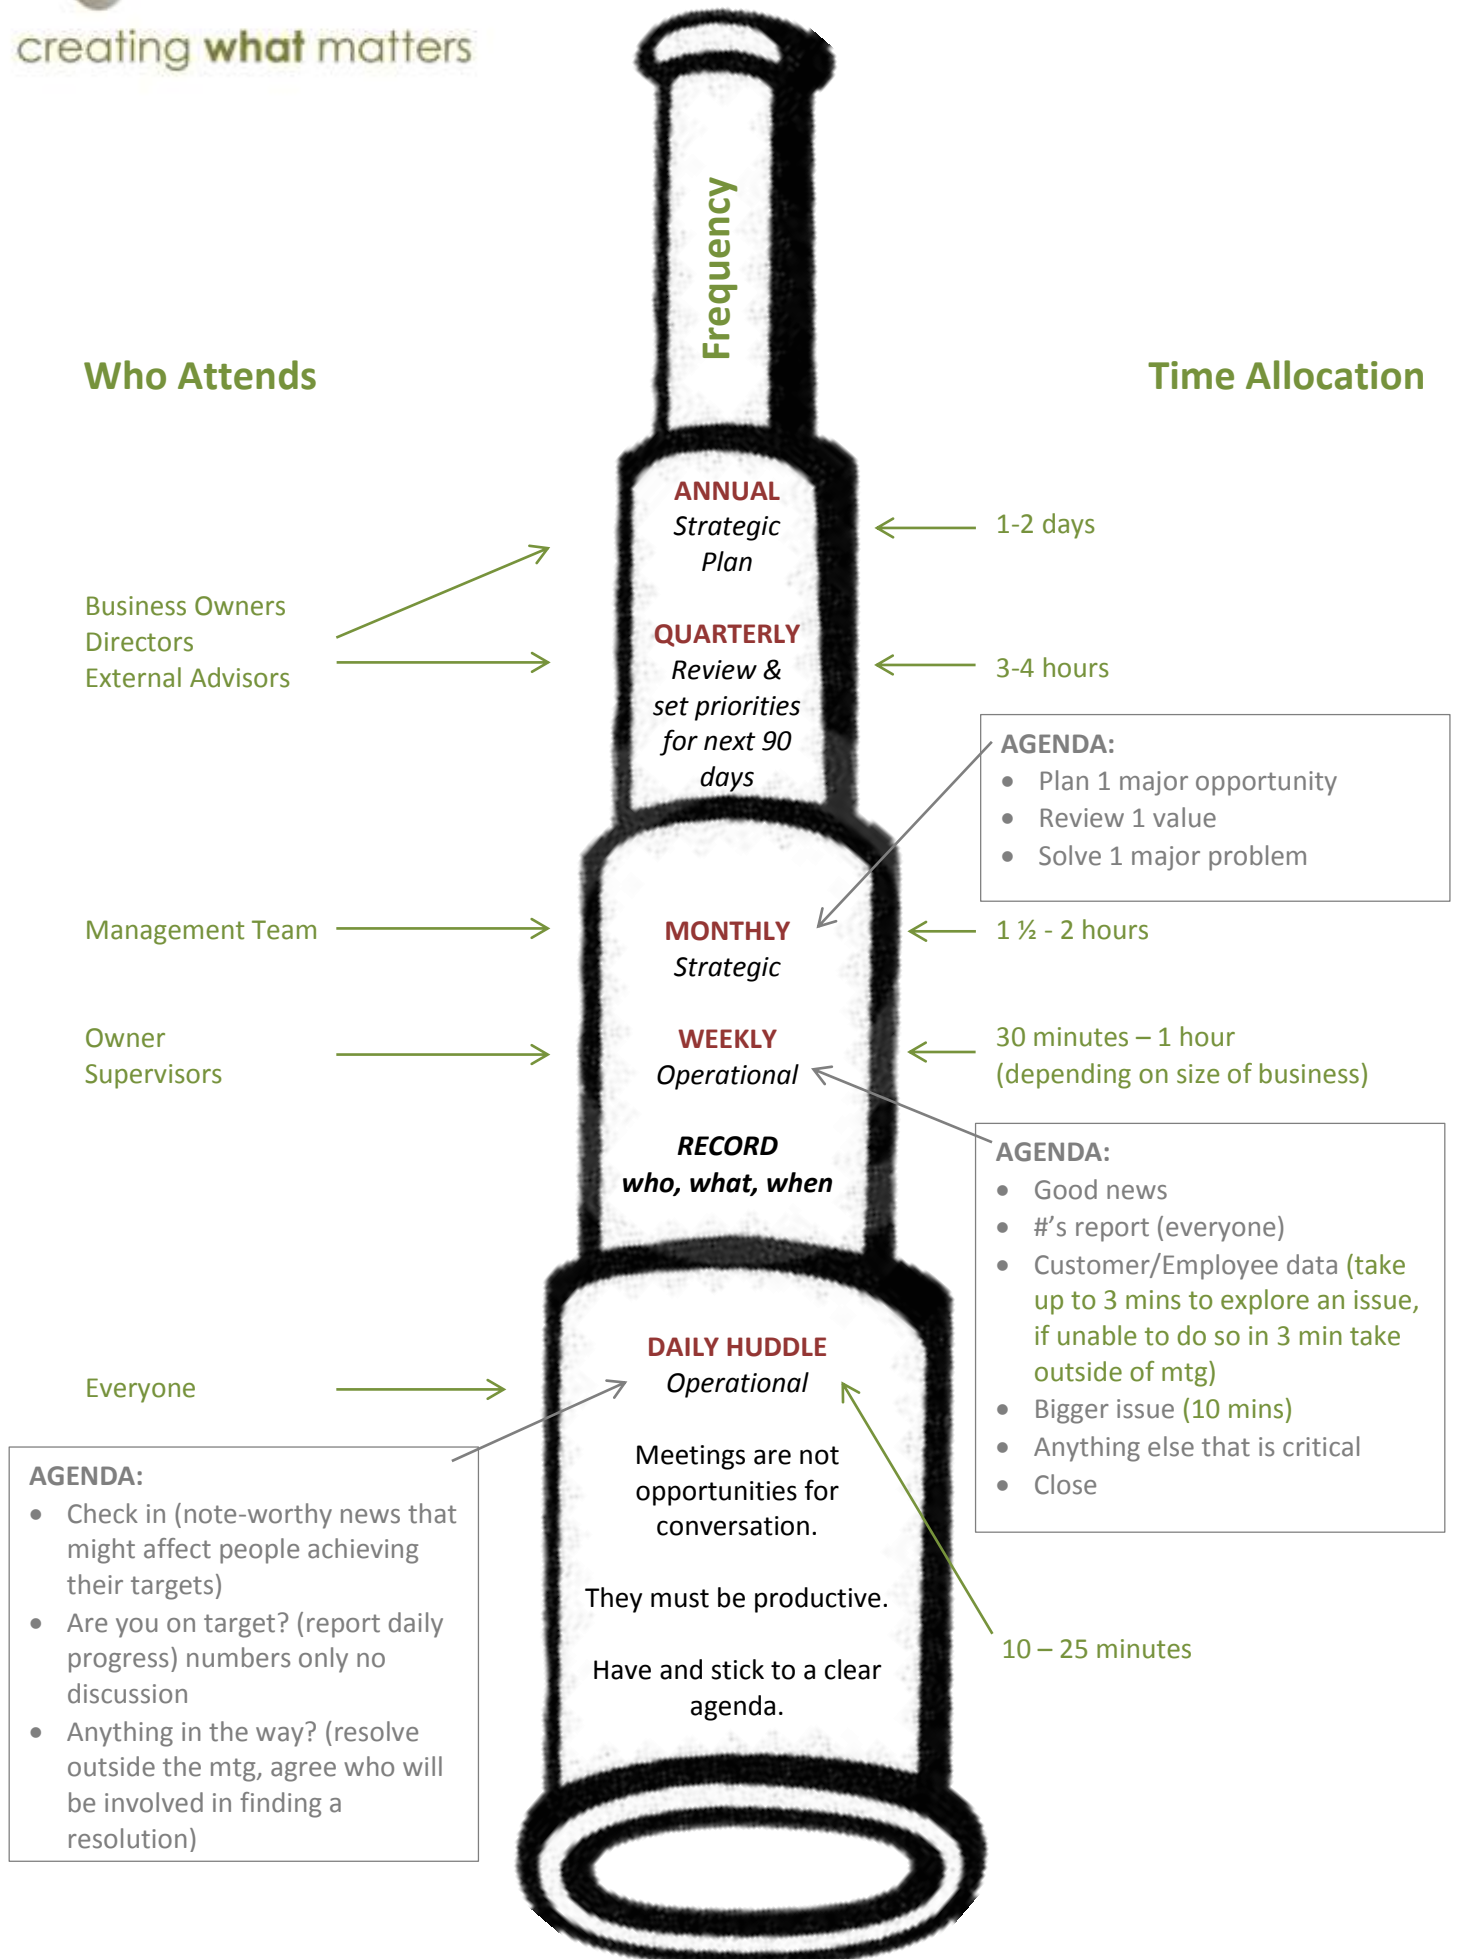 creating what matters
Frequency
Who Attends
Time Allocation
ANNUAL
Strategic
Plan
1-2 days
Business Owners
Directors
External Advisors
QUARTERLY
Review &
set priorities
for next 90
days
3-4 hours
AGENDA:
• Plan 1 major opportunity
• Review 1 value
• Solve 1 major problem
Management Team
MONTHLY
Strategic
1 ½ - 2 hours
Owner
Supervisors
WEEKLY
Operational
30 minutes – 1 hour
(depending on size of business)
RECORD
who, what, when
AGENDA:
• Good news
• #'s report (everyone)
• Customer/Employee data (take
up to 3 mins to explore an issue,
if unable to do so in 3 min take
outside of mtg)
• Bigger issue (10 mins)
• Anything else that is critical
• Close
Everyone
DAILY HUDDLE
Operational
Meetings are not
opportunities for
conversation.
They must be productive.
Have and stick to a clear
agenda.
10 – 25 minutes
AGENDA:
• Check in (note-worthy news that
might affect people achieving
their targets)
• Are you on target? (report daily
progress) numbers only no
discussion
• Anything in the way? (resolve
outside the mtg, agree who will
be involved in finding a
resolution)